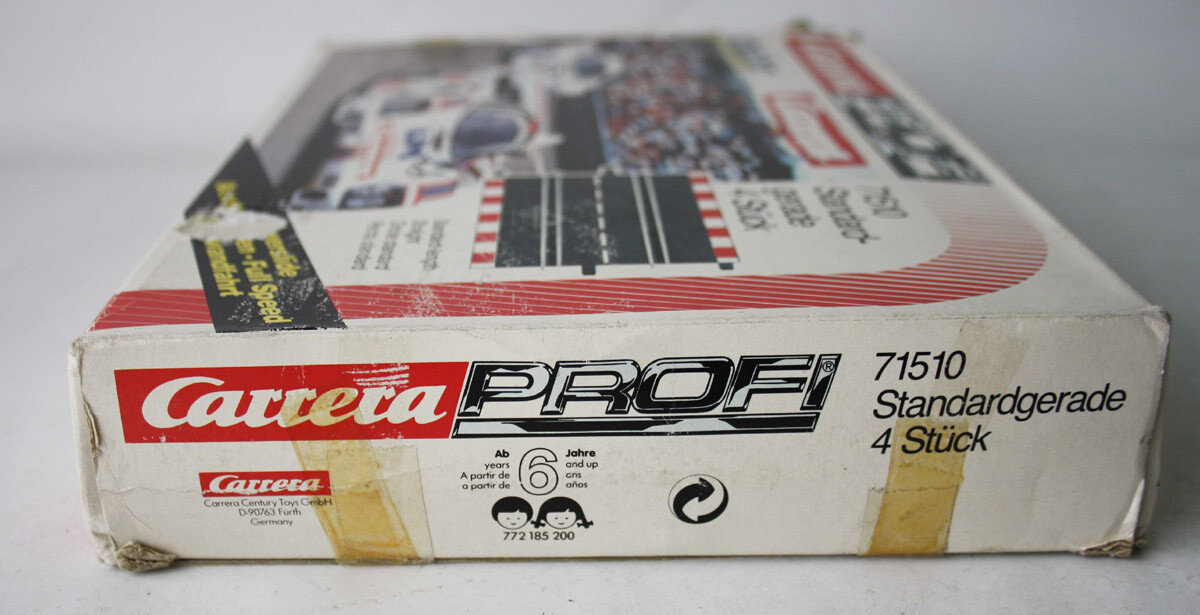 71510
Standard-
gerade
4 Stück
Full Speed
Carrera PROFI®
71510
Standardgerade
4 Stück
Carrera
Carrera Century Toys GmbH
D-90763 Fürth
Germany
Ab 6 Jahre
years and up
A partir de ans
a partir de años
772 185 200